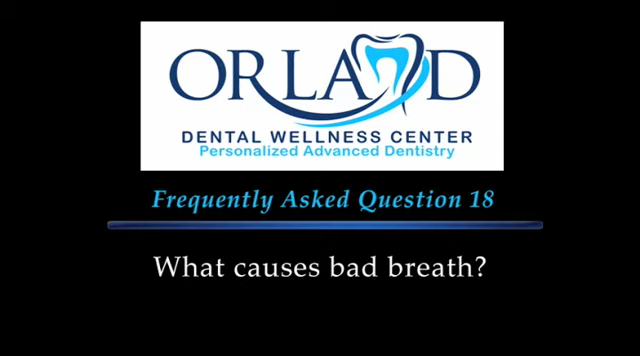 ORLAND
DENTAL WELLNESS CENTER
Personalized Advanced Dentistry
Frequently Asked Question 18
What causes bad breath?